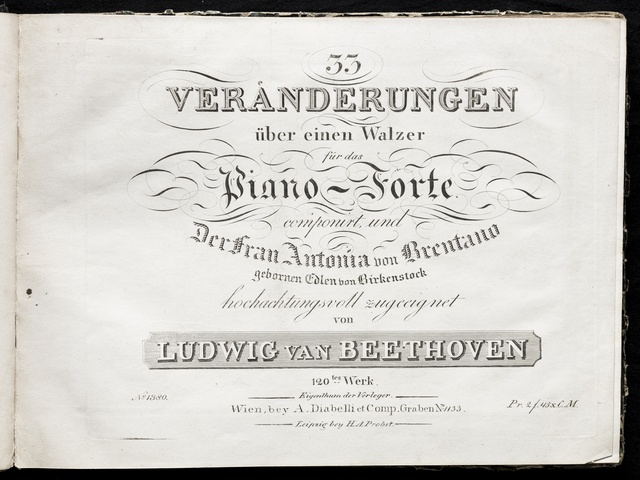 33
VERÄNDERUNGEN
über einen Walzer
für das
Piano-Forte
componirt, und
Der Frau Antonia von Brentano
gebornen Edlen von Birkenstock
hochachtungsvoll zugeeignet
von
LUDWIG VAN BEETHOVEN
120tes Werk.
Eigenthum der Verleger.
Nº 1380.
Wien, bey A. Diabelli et Comp. Graben Nº 1133.
Pr. 2 f. 45 x C.M.
Leipzig bey H. A. Probst.